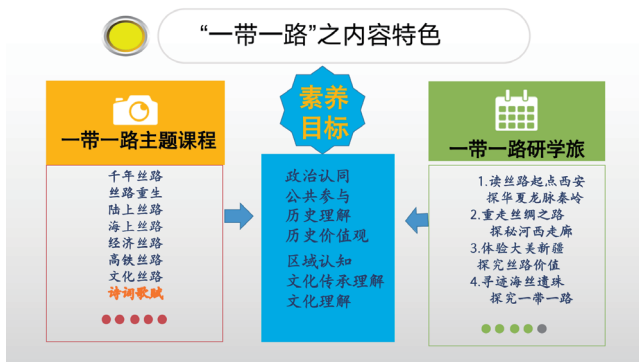 “一带一路”之内容特色
一带一路主题课程
千年丝路
丝路重生
陆上丝路
海上丝路
经济丝路
高铁丝路
文化丝路
诗词歌赋
素养
目标
政治认同
公共参与
历史理解
历史价值观
区域认知
文化传承理解
文化理解
一带一路研学旅
1.读丝路起点西安
探华夏龙脉秦岭
2.重走丝绸之路
探秘河西走廊
3.体验大美新疆
探究丝路价值
4.寻迹海丝遗珠
探究一带一路